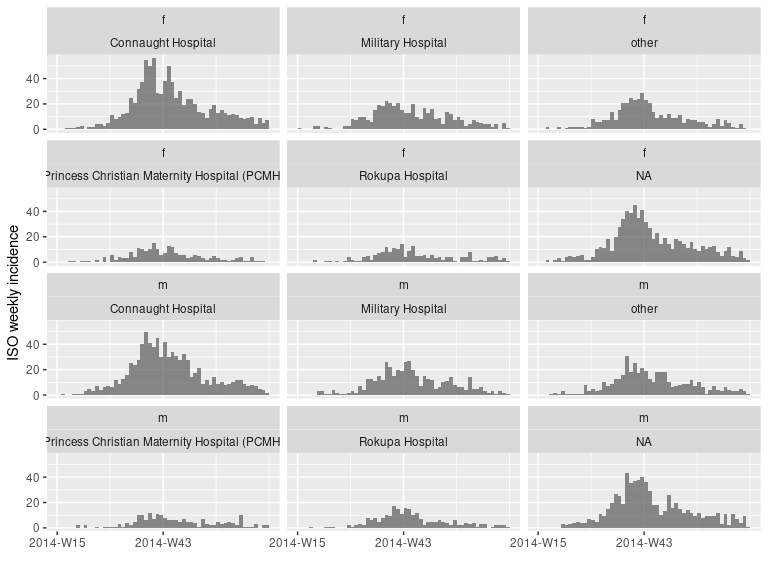 f f f
Connaught Hospital Military Hospital other
40
20
0
f f f
Princess Christian Maternity Hospital (PCMH Rokupa Hospital NA
40
20
0
ISO weekly incidence
m m m
Connaught Hospital Military Hospital other
40
20
0
m m m
Princess Christian Maternity Hospital (PCMH Rokupa Hospital NA
40
20
0
2014-W15 2014-W43 2014-W15 2014-W43 2014-W15 2014-W43